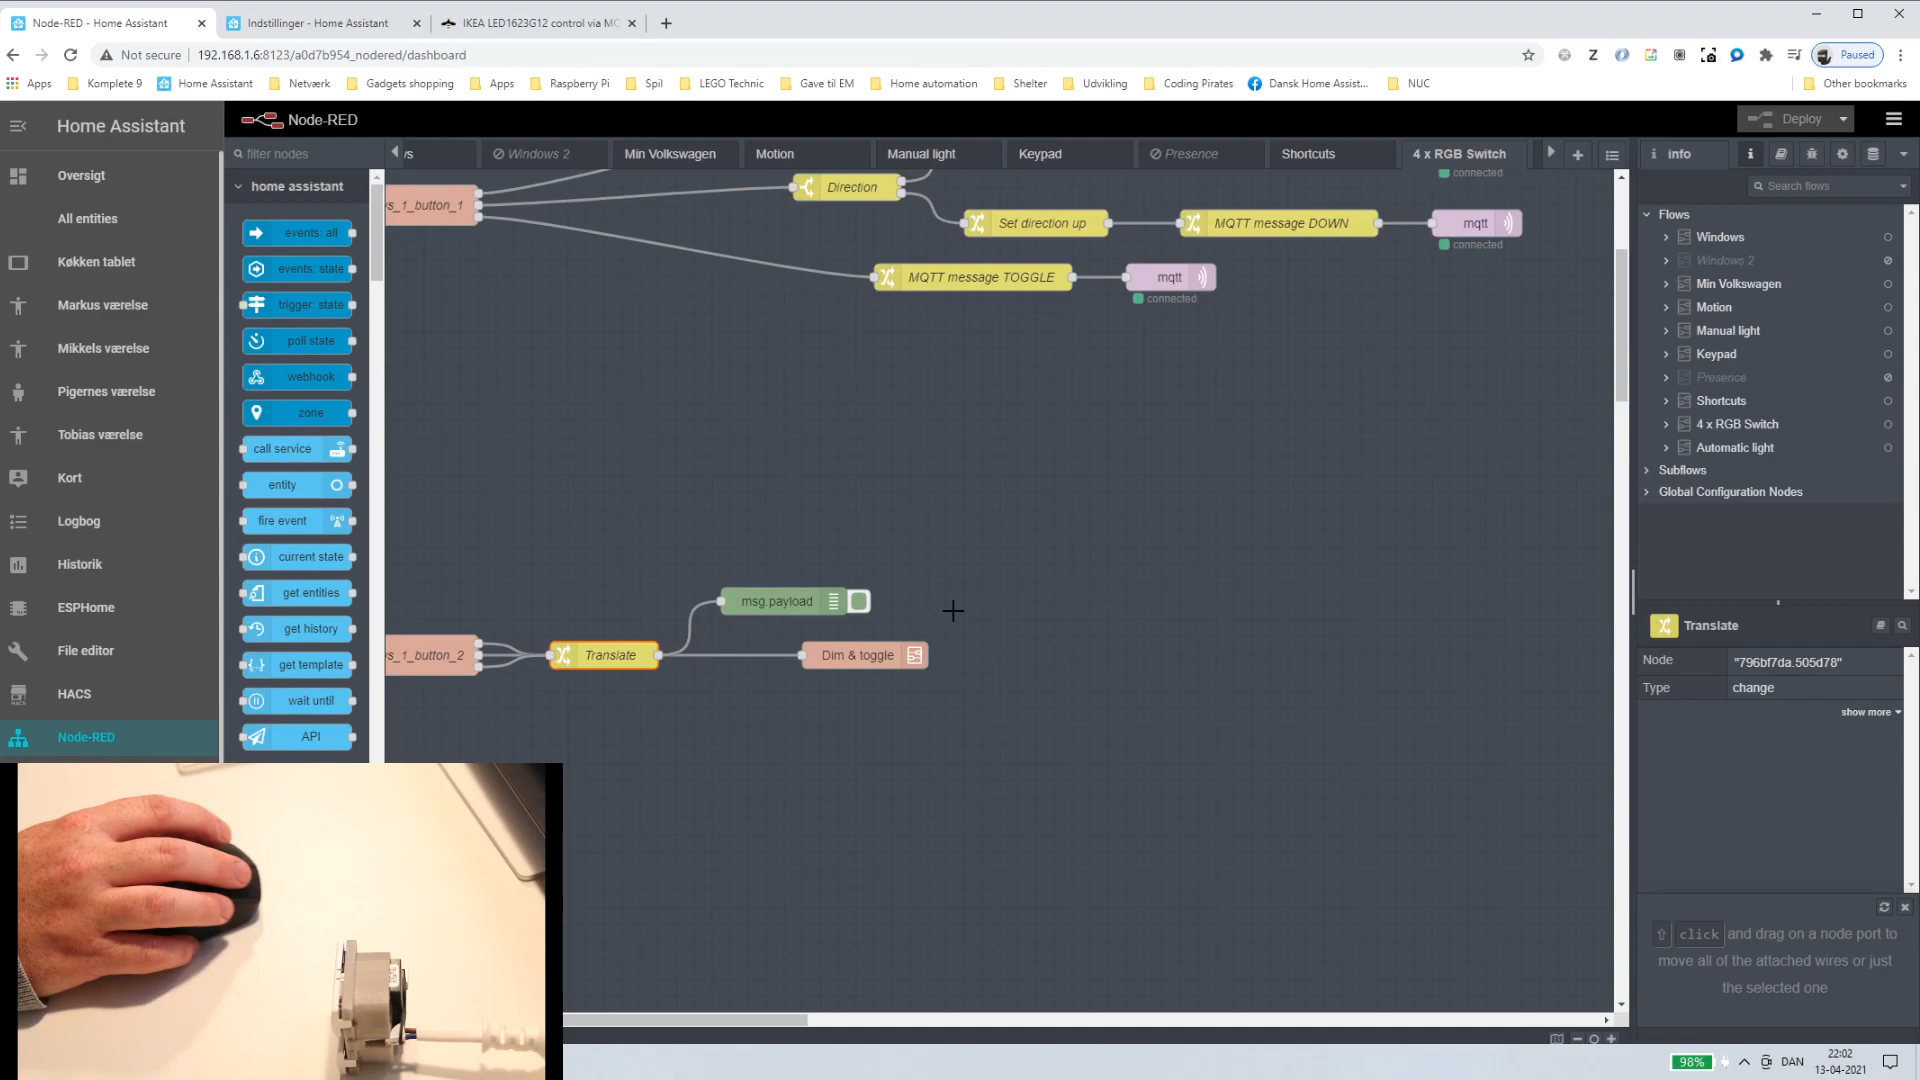 Node-RED - Home Assistant
Indstillinger - Home Assistant
IKEA LED1623G12 control via MC
Not secure
192.168.1.6:8123/a0d7b954_nodered/dashboard
Paused
Apps
Komplete 9
Home Assistant
Netværk
Gadgets shopping
Apps
Raspberry Pi
Spil
LEGO Technic
Gave til EM
Home automation
Shelter
Udvikling
Coding Pirates
Dansk Home Assist...
NUC
Other bookmarks
Home Assistant
Node-RED
Deploy
filter nodes
Windows 2
Min Volkswagen
Motion
Manual light
Keypad
Presence
Shortcuts
4 x RGB Switch
info
Oversigt
All entities
Køkken tablet
Markus værelse
Mikkels værelse
Pigernes værelse
Tobias værelse
Kort
Logbog
Historik
ESPHome
File editor
HACS
Node-RED
home assistant
events: all
events: state
trigger: state
poll state
webhook
zone
call service
entity
fire event
current state
get entities
get history
get template
wait until
API
s_1_button_1
Direction
connected
Set direction up
MQTT message DOWN
mqtt
connected
MQTT message TOGGLE
mqtt
connected
msg.payload
s_1_button_2
Translate
Dim & toggle
Search flows
Flows
Windows
Windows 2
Min Volkswagen
Motion
Manual light
Keypad
Presence
Shortcuts
4 x RGB Switch
Automatic light
Subflows
Global Configuration Nodes
Translate
Node "796bf7da.505d78"
Type change
show more
click and drag on a node port to
move all of the attached wires or just
the selected one
98%
DAN
22:02
13-04-2021